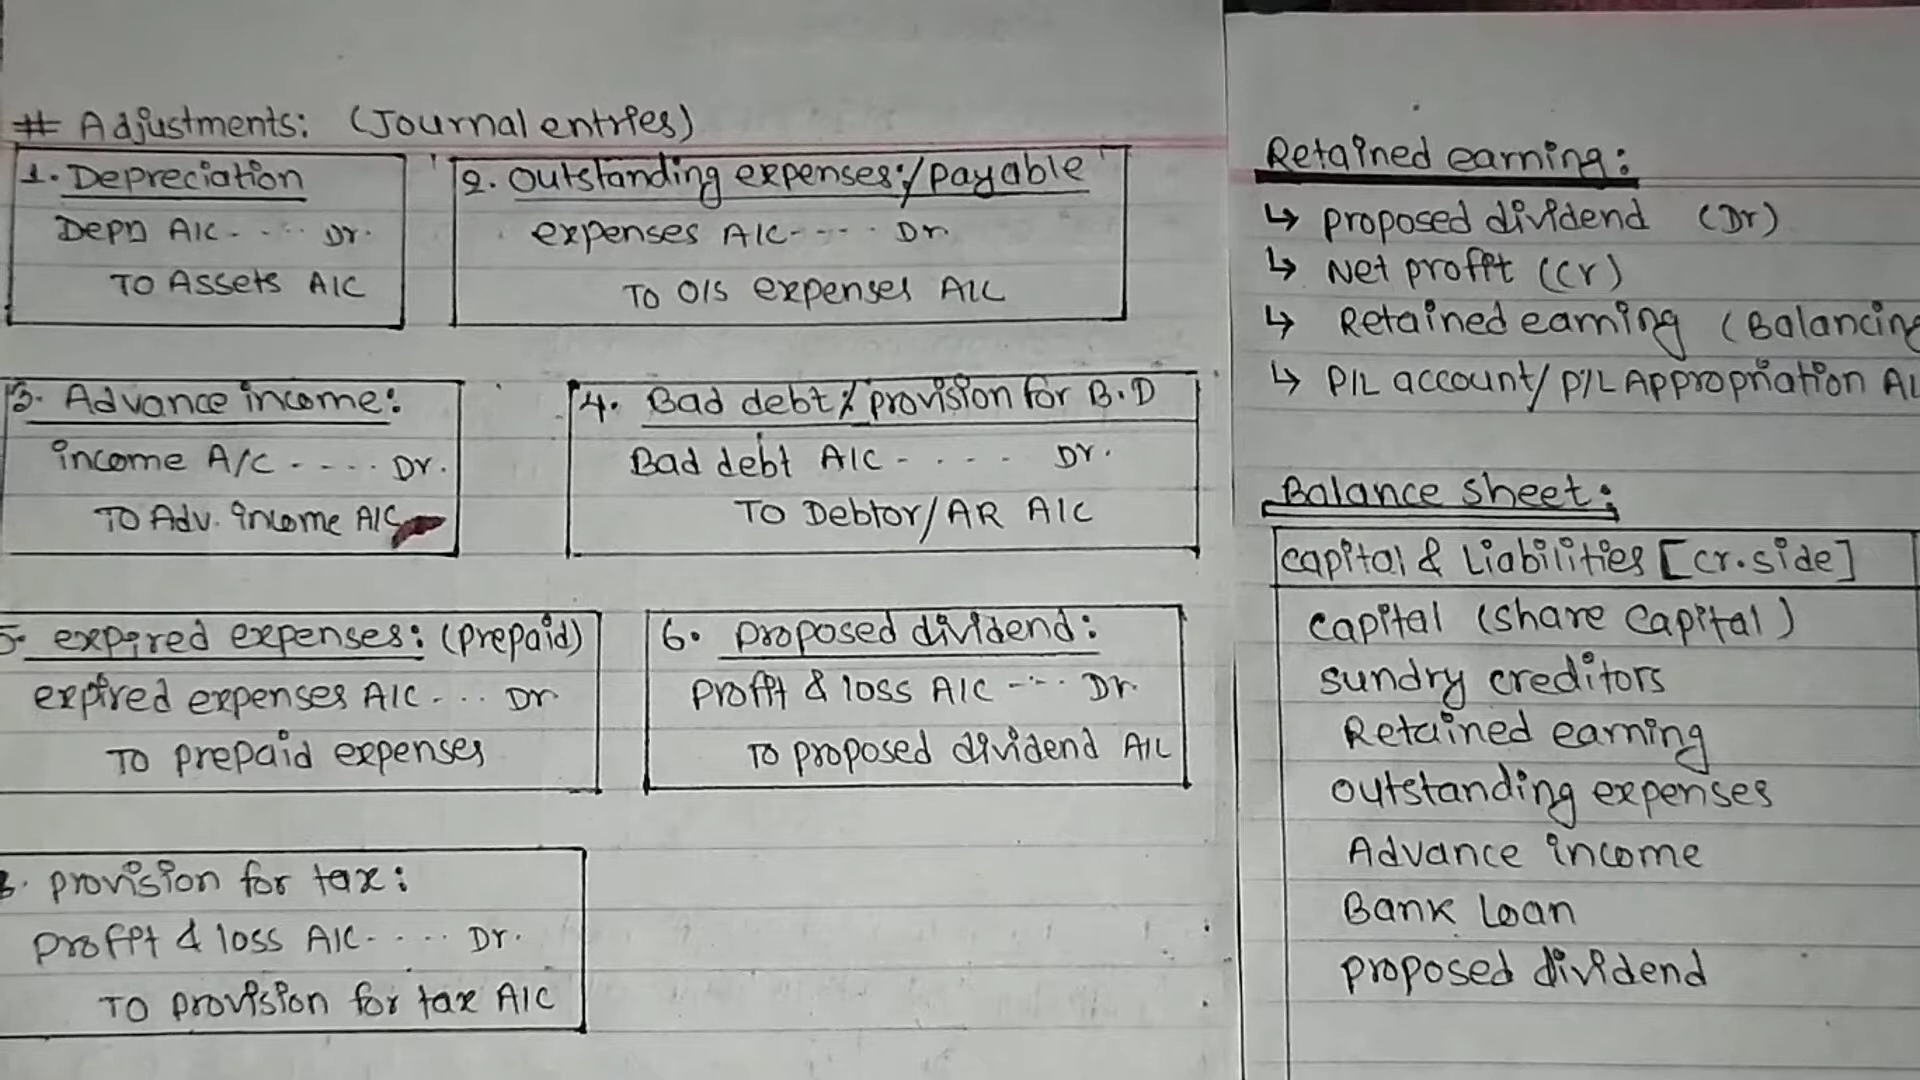 # Adjustments: (Journal entries)
1. Depreciation
Depn A/C - ... Dr.
To Assets A/C
2. Outstanding expenses:/payable
expenses A/C---- Dr.
To O/S expenses A/C
3. Advance income:
income A/C - - - . Dr.
To Adv. income A/C
4. Bad debt / provision for B.D
Bad debt A/C - . . . Dr.
To Debtor/AR A/C
5. expired expenses: (prepaid)
expired expenses A/C - ... Dr.
To prepaid expenses
6. proposed dividend:
profit & loss A/C --- Dr.
To proposed dividend A/C
provision for tax:
profit & loss A/C - ... Dr.
To provision for tax A/C
Retained earning:
↳ proposed dividend (Dr)
↳ Net profit (Cr)
↳ Retained earning (Balancing
↳ P/L account/ P/L Appropriation A/
Balance sheet:
capital & Liabilities [cr.side]
capital (share capital)
sundry creditors
Retained earning
outstanding expenses
Advance income
Bank Loan
proposed dividend